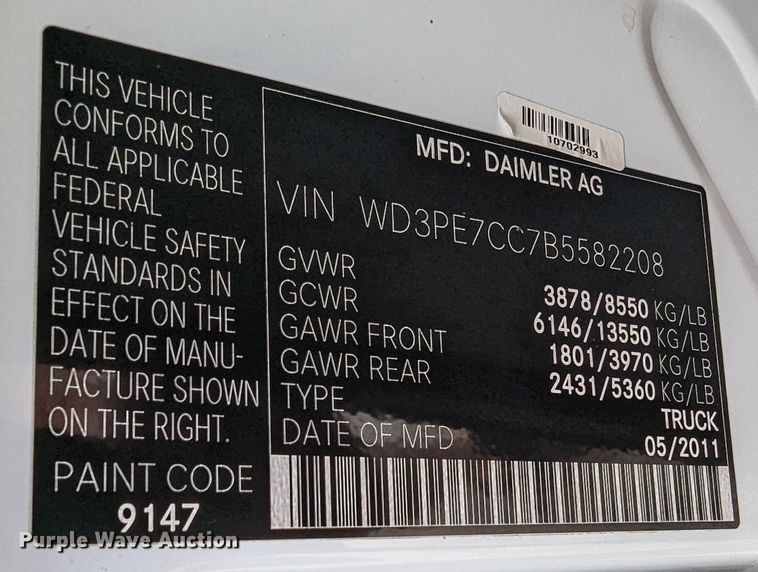 THIS VEHICLE
CONFORMS TO
ALL APPLICABLE
FEDERAL
VEHICLE SAFETY
STANDARDS IN
EFFECT ON THE
DATE OF MANU-
FACTURE SHOWN
ON THE RIGHT.
PAINT CODE
9147
10702993
MFD: DAIMLER AG
VIN WD3PE7CC7B5582208
GVWR 3878/8550 KG/LB
GCWR 6146/13550 KG/LB
GAWR FRONT 1801/3970 KG/LB
GAWR REAR 2431/5360 KG/LB
TYPE TRUCK
DATE OF MFD 05/2011
Purple Wave Auction